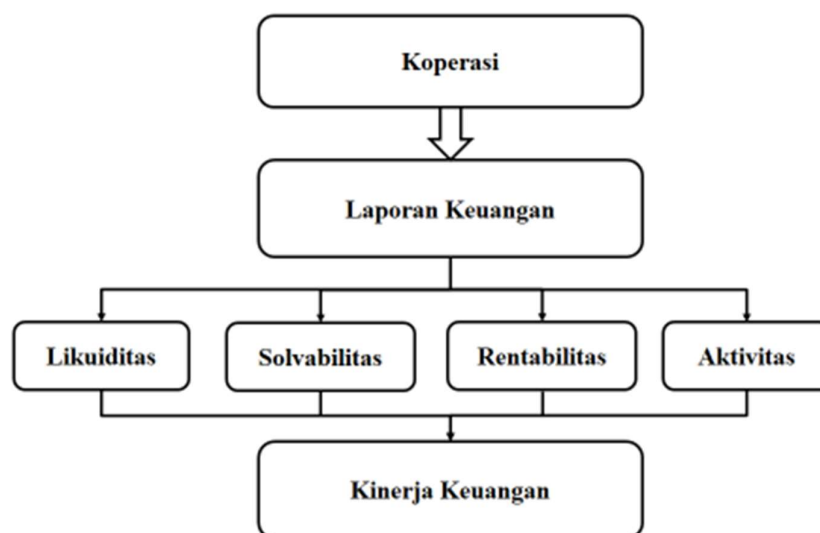 Koperasi
Laporan Keuangan
Likuiditas
Solvabilitas
Rentabilitas
Aktivitas
Kinerja Keuangan